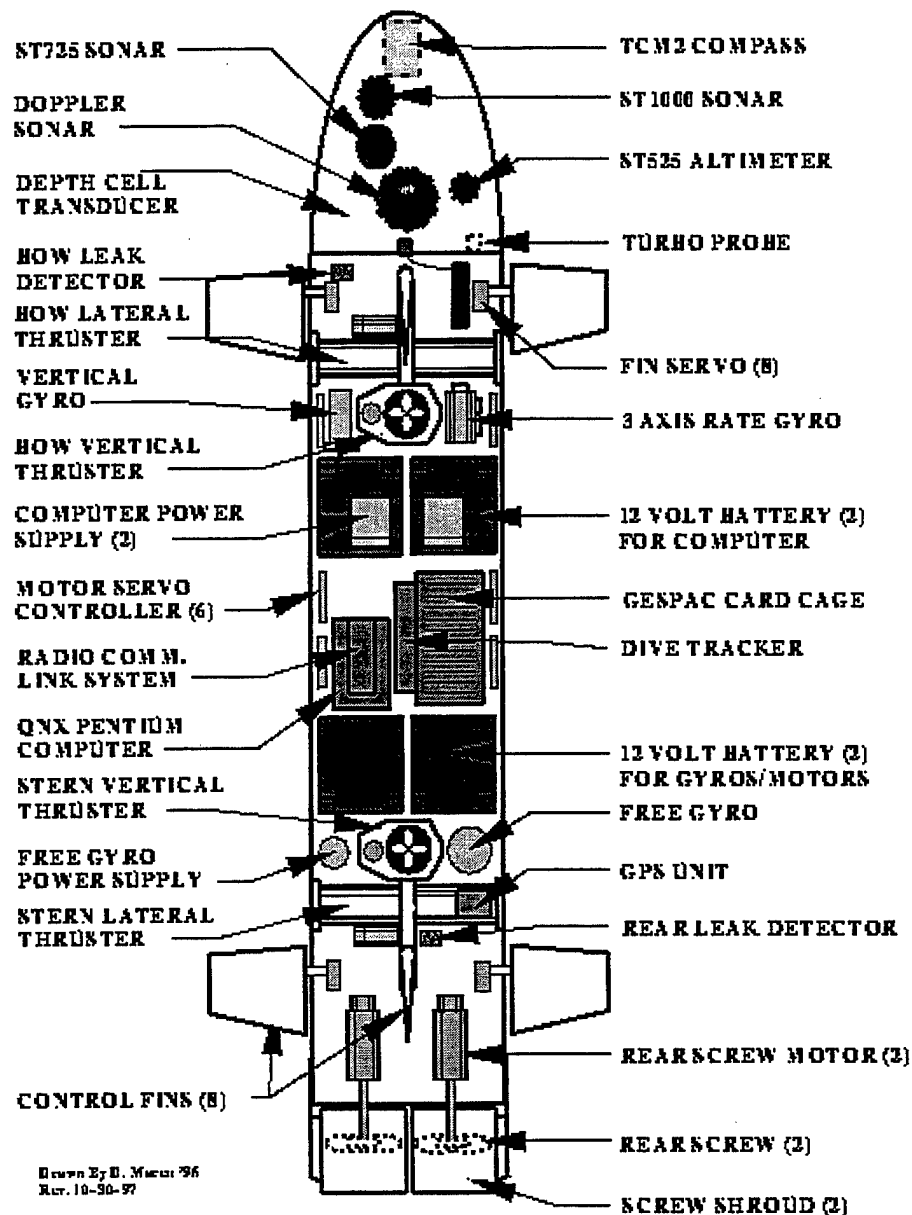 ST725 SONAR
DOPPLER
SONAR
DEPTH CELL
TRANSDUCER
BOW LEAK
DETECTOR
BOW LATERAL
THRUSTER
VERTICAL
GYRO
BOW VERTICAL
THRUSTER
COMPUTER POWER
SUPPLY (2)
MOTOR SERVO
CONTROLLER (6)
RADIO COMM.
LINK SYSTEM
QNX PENTIUM
COMPUTER
STERN VERTICAL
THRUSTER
FREE GYRO
POWER SUPPLY
STERN LATERAL
THRUSTER
CONTROL FINS (8)
TCM2 COMPASS
ST1000 SONAR
ST525 ALTIMETER
TURBO PROBE
FIN SERVO (8)
3 AXIS RATE GYRO
12 VOLT BATTERY (2)
FOR COMPUTER
GESPAC CARD CAGE
DIVE TRACKER
12 VOLT BATTERY (2)
FOR GYROS/MOTORS
FREE GYRO
GPS UNIT
REAR LEAK DETECTOR
REAR SCREW MOTOR (2)
REAR SCREW (2)
SCREW SHROUD (2)
Drawn By D. '96
Rev. 10-30-97